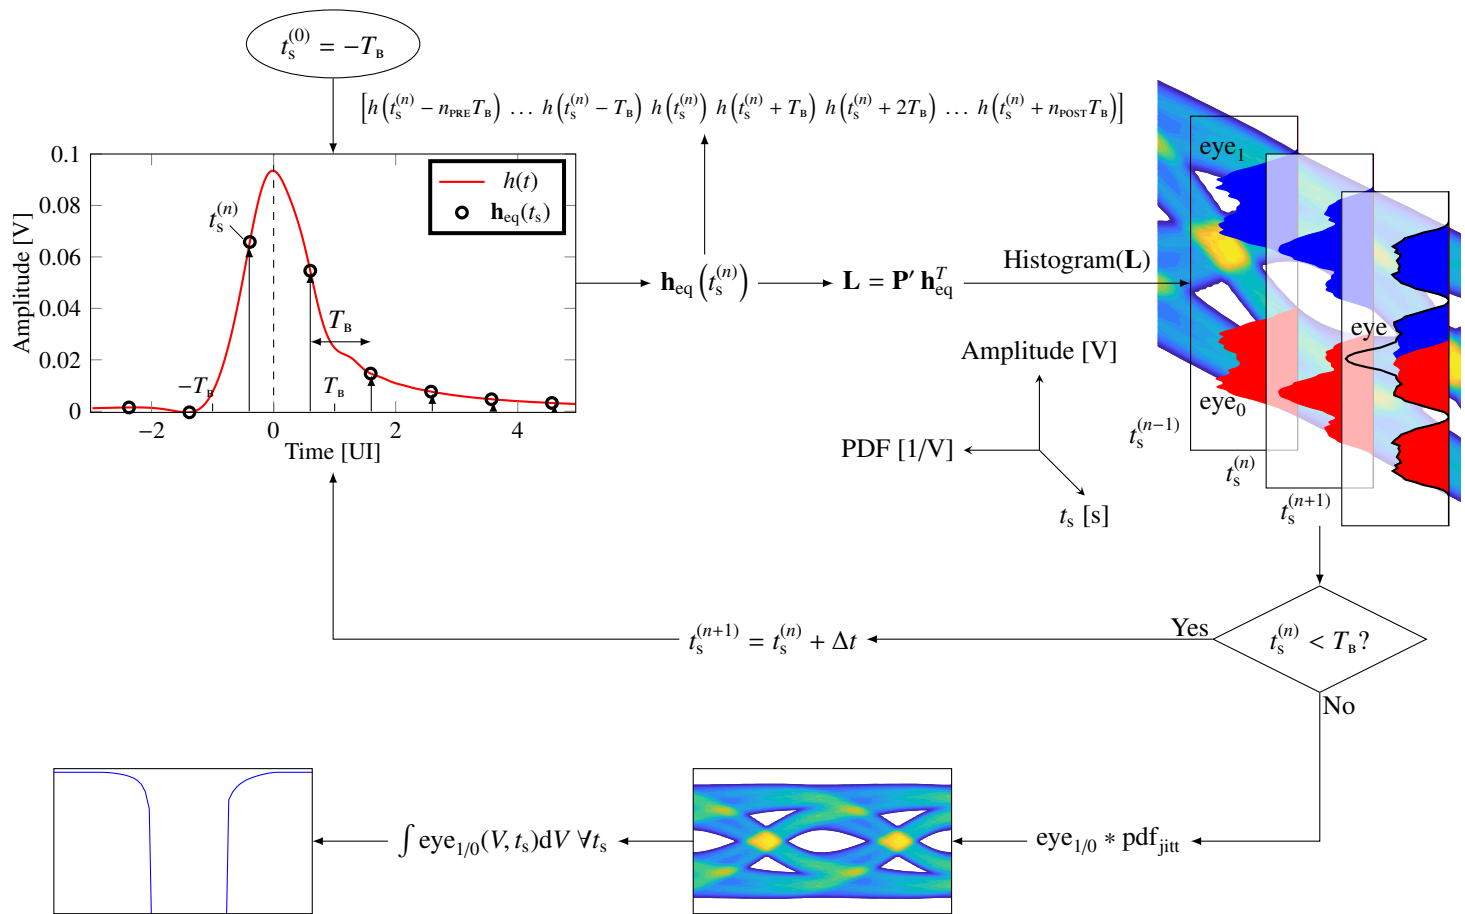 t_s^(0) = −T_B
[h(t_s^(n) − n_PRE T_B) … h(t_s^(n) − T_B) h(t_s^(n)) h(t_s^(n) + T_B) h(t_s^(n) + 2T_B) … h(t_s^(n) + n_POST T_B)]
0.1
0.08
0.06
0.04
0.02
0
Amplitude [V]
h(t)
h_eq(t_s)
t_s^(n)
T_B
−T_B
T_B
−2
0
2
4
Time [UI]
h_eq(t_s^(n))
L = P′ h_eq^T
Histogram(L)
Amplitude [V]
PDF [1/V]
t_s [s]
eye_1
eye
eye_0
t_s^(n−1)
t_s^(n)
t_s^(n+1)
t_s^(n) < T_B?
Yes
No
t_s^(n+1) = t_s^(n) + Δt
eye_1/0 ∗ pdf_jitt
∫ eye_1/0(V, t_s)dV ∀t_s